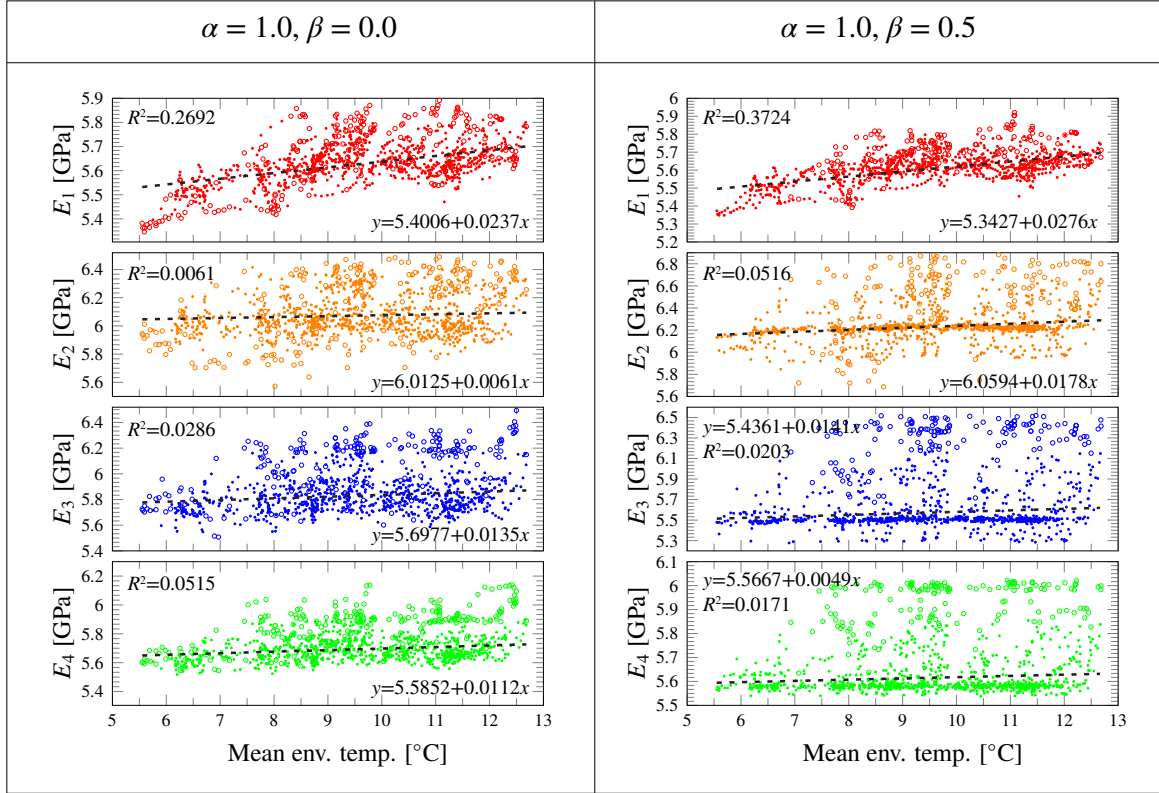 α = 1.0, β = 0.0
5.9
5.8
5.6
5.4
E₁ [GPa]
R²=0.2692
y=5.4006+0.0237x
6.4
6.2
6
5.8
5.6
E₂ [GPa]
R²=0.0061
y=6.0125+0.0061x
6.4
6.2
6
5.8
5.6
5.4
E₃ [GPa]
R²=0.0286
y=5.6977+0.0135x
6.2
6
5.8
5.6
5.4
E₄ [GPa]
R²=0.0515
y=5.5852+0.0112x
5 6 7 8 9 10 11 12 13
Mean env. temp. [°C]
α = 1.0, β = 0.5
6
5.9
5.8
5.7
5.6
5.5
5.4
5.3
5.2
E₁ [GPa]
R²=0.3724
y=5.3427+0.0276x
6.8
6.6
6.4
6.2
6
5.8
5.6
E₂ [GPa]
R²=0.0516
y=6.0594+0.0178x
6.5
6.3
6.1
5.9
5.7
5.5
5.3
E₃ [GPa]
y=5.4361+0.0141x
R²=0.0203
6.1
6
5.9
5.8
5.7
5.6
5.5
E₄ [GPa]
y=5.5667+0.0049x
R²=0.0171
5 6 7 8 9 10 11 12 13
Mean env. temp. [°C]